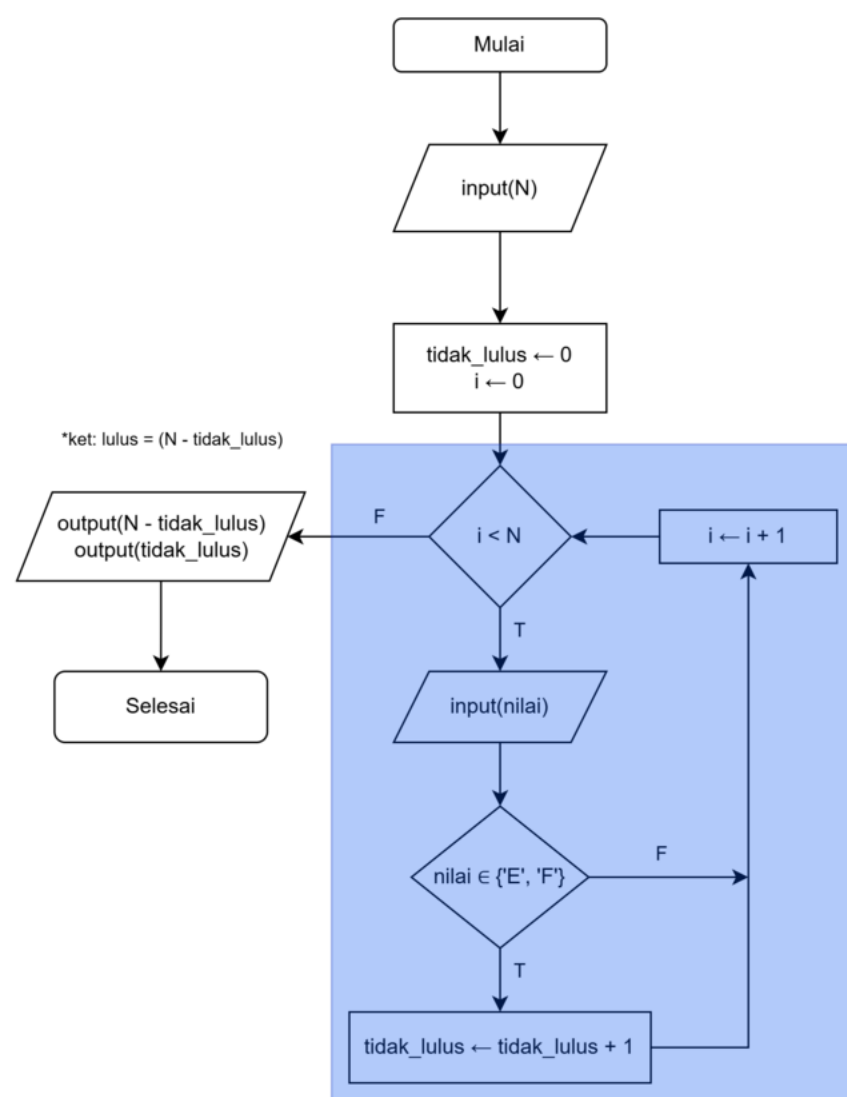 Mulai
input(N)
tidak_lulus ← 0
i ← 0
*ket: lulus = (N - tidak_lulus)
output(N - tidak_lulus)
output(tidak_lulus)
F
i < N
i ← i + 1
T
Selesai
input(nilai)
nilai ∈ {'E', 'F'}
F
T
tidak_lulus ← tidak_lulus + 1